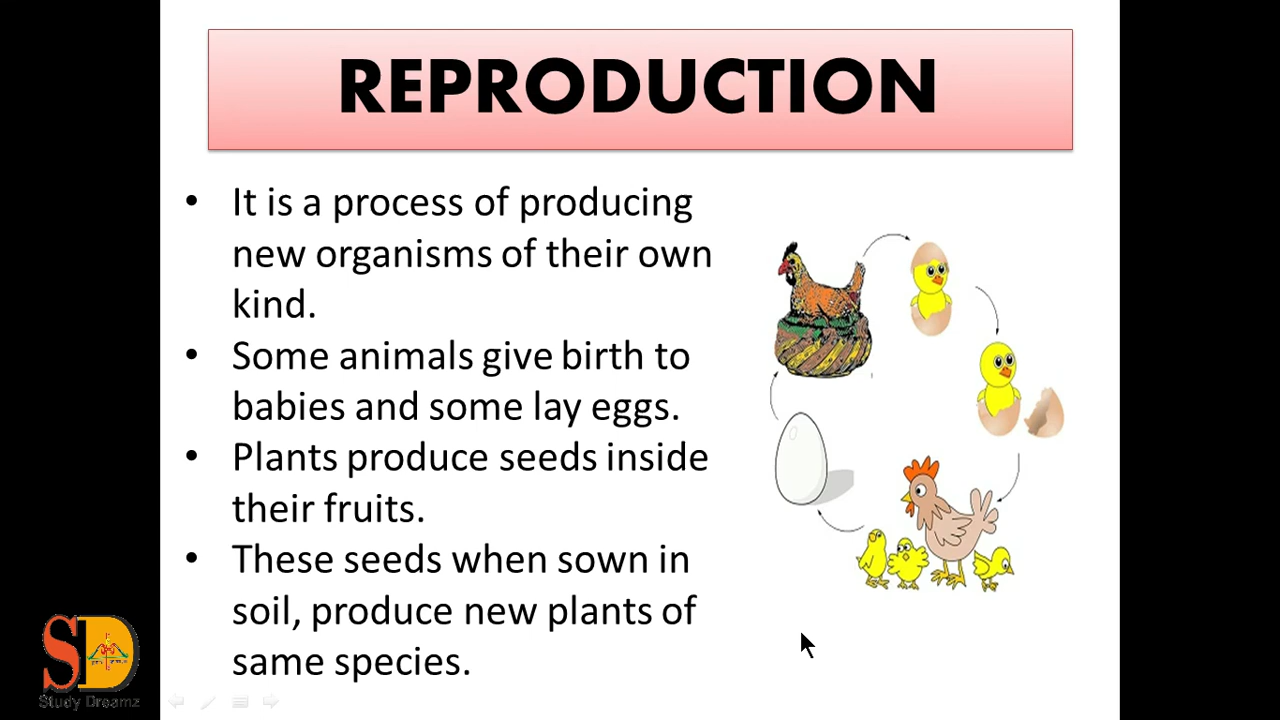 REPRODUCTION
• It is a process of producing
new organisms of their own
kind.
• Some animals give birth to
babies and some lay eggs.
• Plants produce seeds inside
their fruits.
• These seeds when sown in
soil, produce new plants of
same species.
SD
Study Dreamz